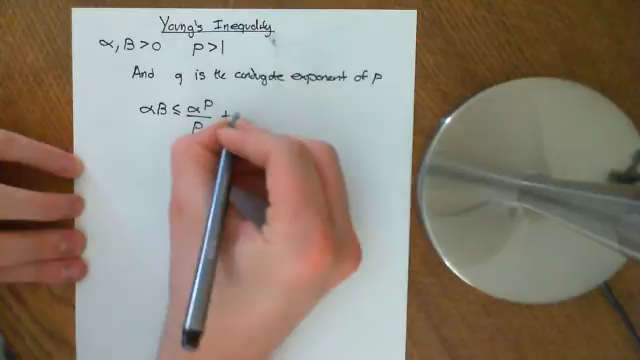 Young's Inequality
α, β > 0 p > 1
And q is the conjugate exponent of p
αβ ≤ α^p/p +